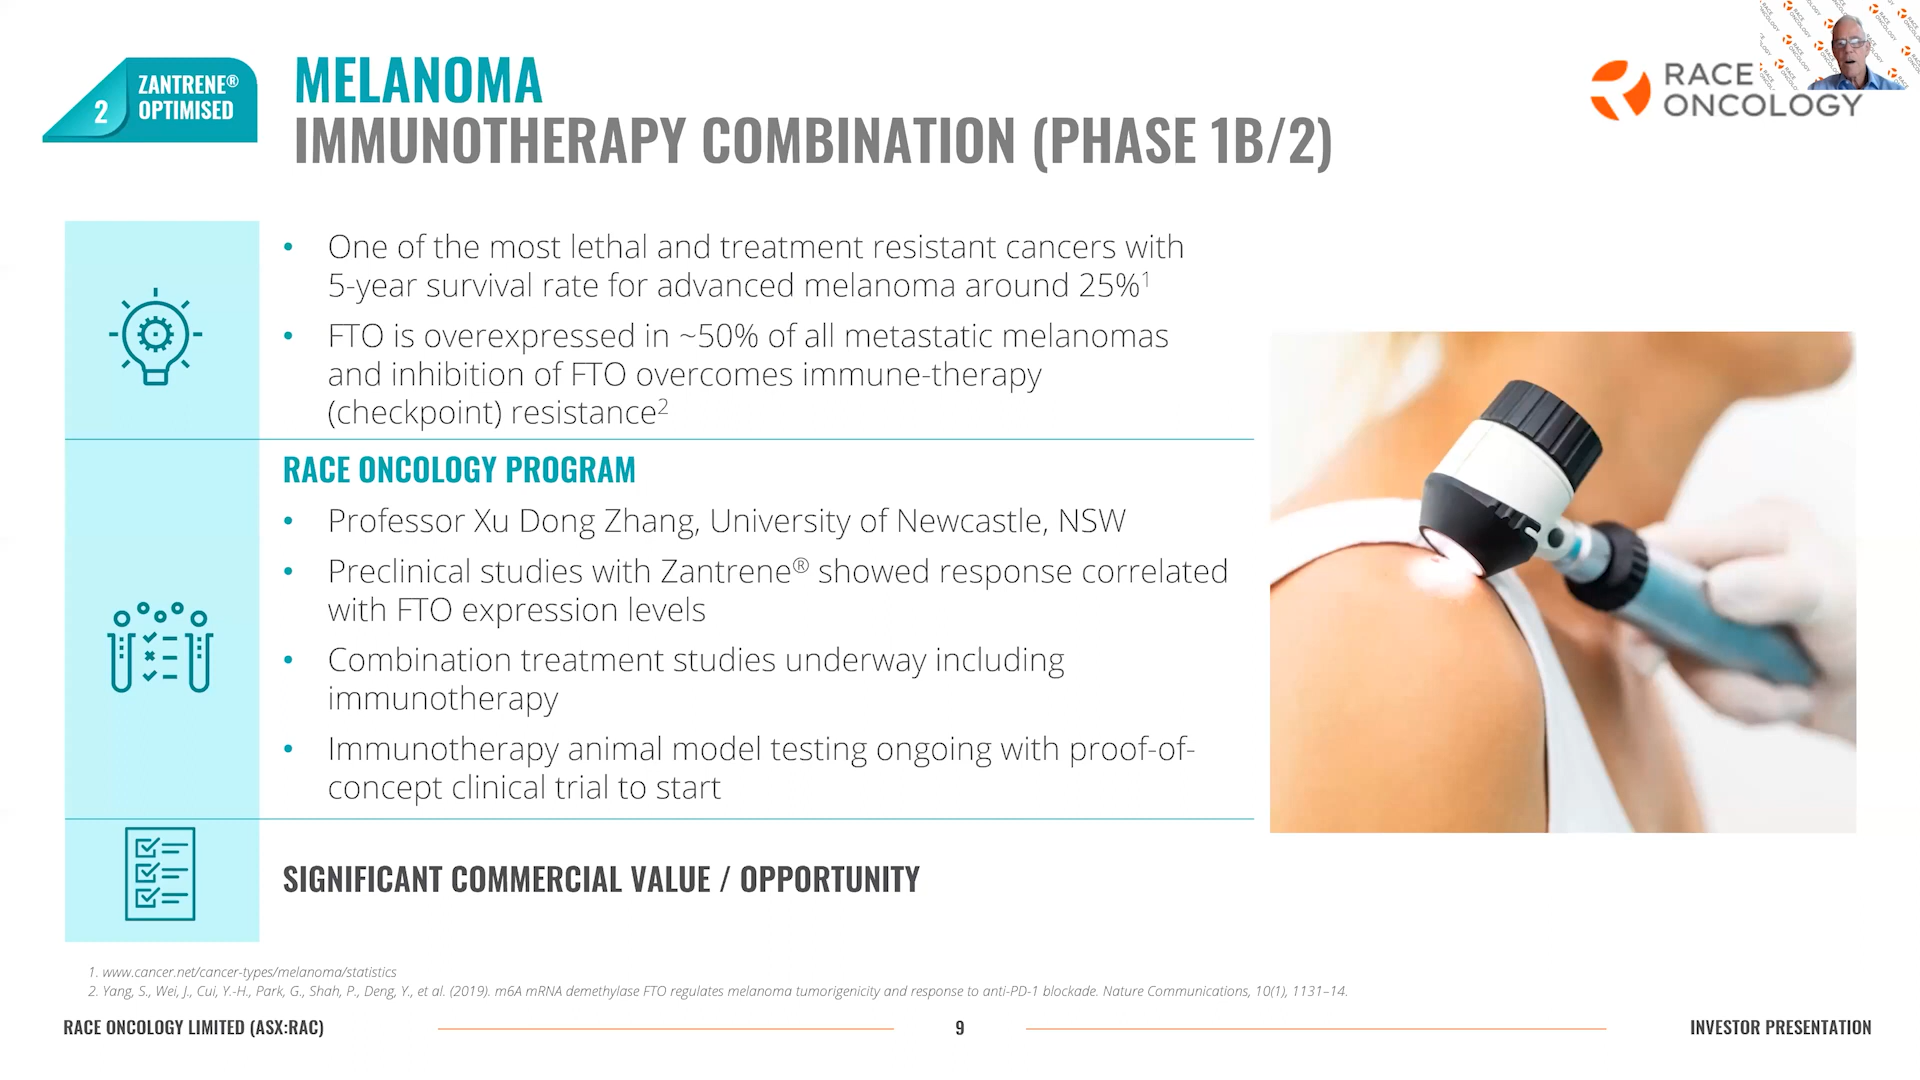 2
ZANTRENE®
OPTIMISED
MELANOMA
IMMUNOTHERAPY COMBINATION (PHASE 1B/2)
RACE
ONCOLOGY
• One of the most lethal and treatment resistant cancers with
5-year survival rate for advanced melanoma around 25%1
• FTO is overexpressed in ~50% of all metastatic melanomas
and inhibition of FTO overcomes immune-therapy
(checkpoint) resistance2
RACE ONCOLOGY PROGRAM
• Professor Xu Dong Zhang, University of Newcastle, NSW
• Preclinical studies with Zantrene® showed response correlated
with FTO expression levels
• Combination treatment studies underway including
immunotherapy
• Immunotherapy animal model testing ongoing with proof-of-
concept clinical trial to start
SIGNIFICANT COMMERCIAL VALUE / OPPORTUNITY
1. www.cancer.net/cancer-types/melanoma/statistics
2. Yang, S., Wei, J., Cui, Y.-H., Park, G., Shah, P., Deng, Y., et al. (2019). m6A mRNA demethylase FTO regulates melanoma tumorigenicity and response to anti-PD-1 blockade. Nature Communications, 10(1), 1131–14.
RACE ONCOLOGY LIMITED (ASX:RAC)
9
INVESTOR PRESENTATION